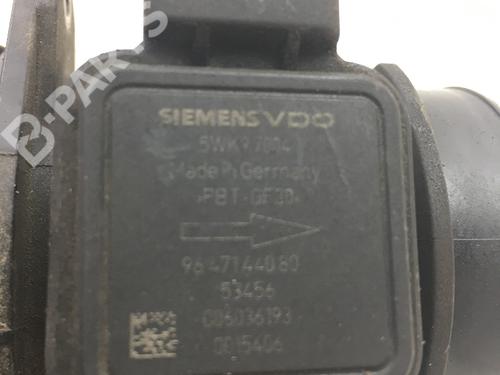 SIEMENS VDO
5WK97004
Made in Germany
>PBT-GF30<
9647144080
53456
006036193
0015406
B-PARTS